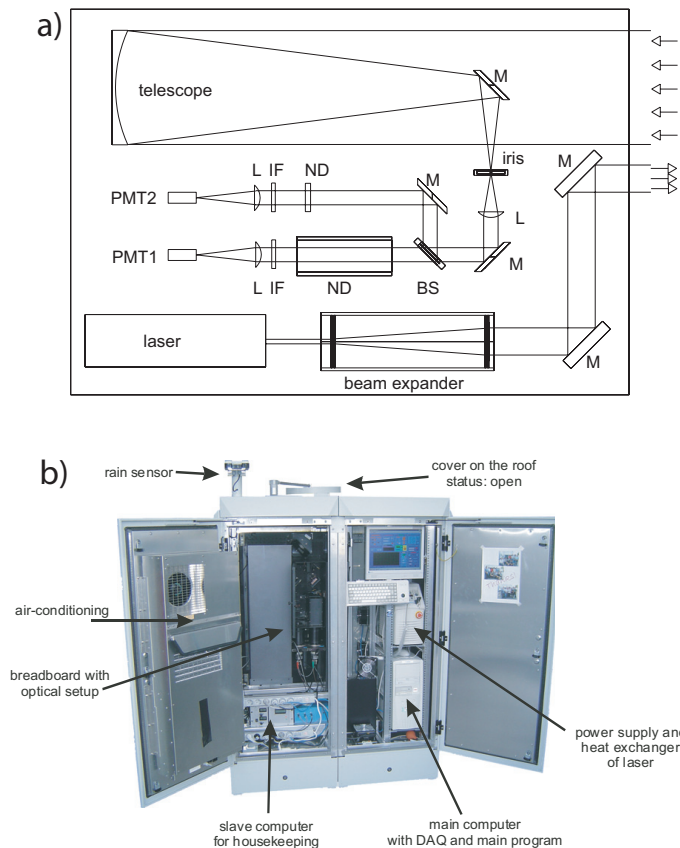 a)
telescope
M
iris
M
L IF ND
M
PMT2
L
PMT1
M
L IF ND BS
laser
M
beam expander
b)
rain sensor
cover on the roof
status: open
air-conditioning
breadboard with
optical setup
power supply and
heat exchanger
of laser
slave computer
for housekeeping
main computer
with DAQ and main program